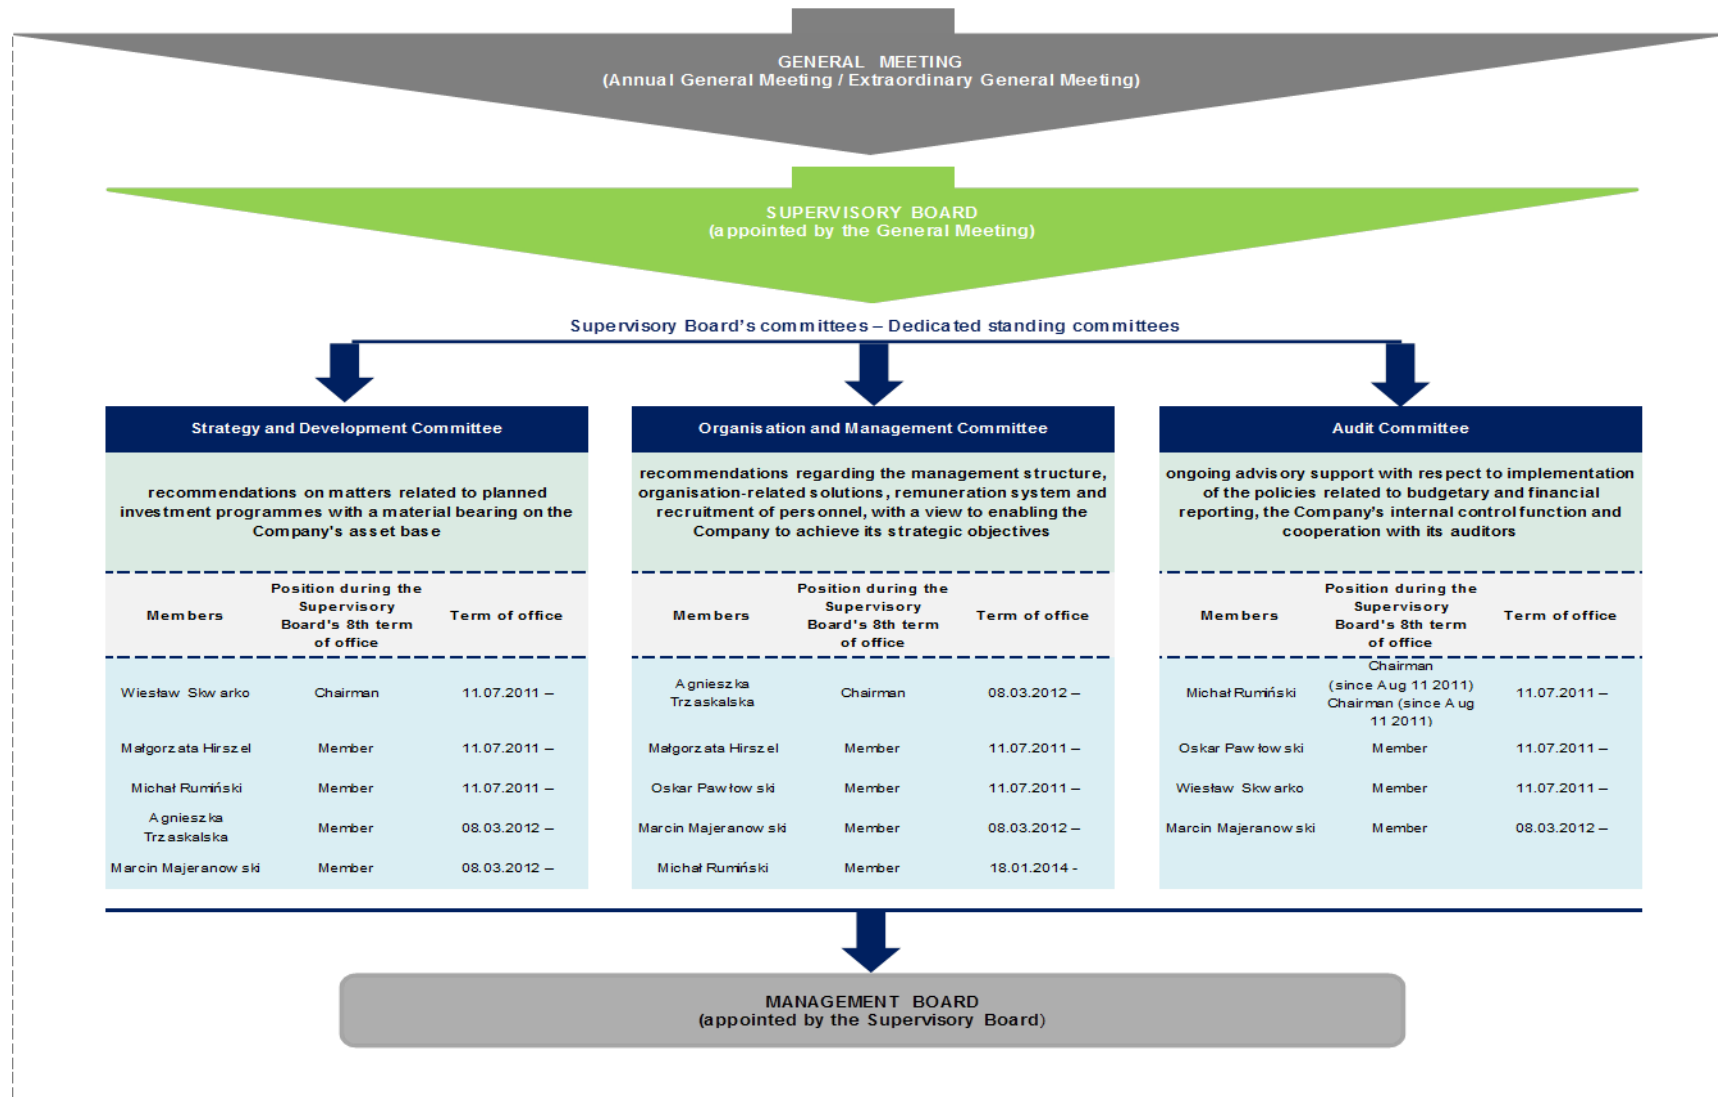 GENERAL MEETING
(Annual General Meeting / Extraordinary General Meeting)
SUPERVISORY BOARD
(appointed by the General Meeting)
Supervisory Board's committees – Dedicated standing committees
Strategy and Development Committee
recommendations on matters related to planned
investment programmes with a material bearing on the
Company's asset base
Members
Position during the
Supervisory
Board's 8th term
of office
Term of office
Wiesław Skwarko
Chairman
11.07.2011 –
Małgorzata Hirszel
Member
11.07.2011 –
Michał Rumiński
Member
11.07.2011 –
Agnieszka
Trzaskalska
Member
08.03.2012 –
Marcin Majeranowski
Member
08.03.2012 –
Organisation and Management Committee
recommendations regarding the management structure,
organisation-related solutions, remuneration system and
recruitment of personnel, with a view to enabling the
Company to achieve its strategic objectives
Members
Position during the
Supervisory
Board's 8th term
of office
Term of office
Agnieszka
Trzaskalska
Chairman
08.03.2012 –
Małgorzata Hirszel
Member
11.07.2011 –
Oskar Pawłowski
Member
11.07.2011 –
Marcin Majeranowski
Member
08.03.2012 –
Michał Rumiński
Member
18.01.2014 -
Audit Committee
ongoing advisory support with respect to implementation
of the policies related to budgetary and financial
reporting, the Company's internal control function and
cooperation with its auditors
Members
Position during the
Supervisory
Board's 8th term
of office
Term of office
Michał Rumiński
Chairman
(since Aug 11 2011)
Chairman (since Aug
11 2011)
11.07.2011 –
Oskar Pawłowski
Member
11.07.2011 –
Wiesław Skwarko
Member
11.07.2011 –
Marcin Majeranowski
Member
08.03.2012 –
MANAGEMENT BOARD
(appointed by the Supervisory Board)